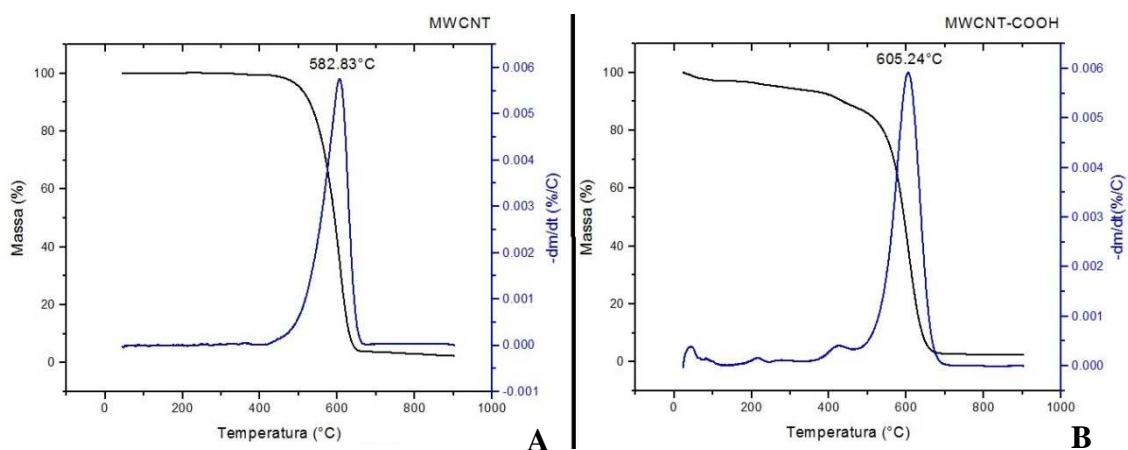 MWCNT
582.83°C
100
80
60
40
20
0
Massa (%)
0.006
0.005
0.004
0.003
0.002
0.001
0.000
-0.001
-dm/dt (%/C)
0 200 400 600 800 1000
Temperatura (°C)
A
MWCNT-COOH
605.24°C
100
80
60
40
20
0
Massa (%)
0.006
0.005
0.004
0.003
0.002
0.001
0.000
-dm/dt(%/C)
0 200 400 600 800 1000
Temperatura (°C)
B